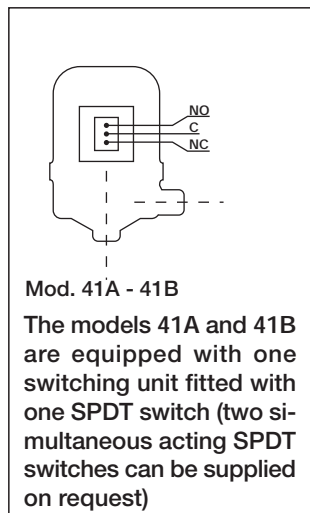 NO
C
NC
Mod. 41A - 41B
The models 41A and 41B
are equipped with one
switching unit fitted with
one SPDT switch (two si-
multaneous acting SPDT
switches can be supplied
on request)